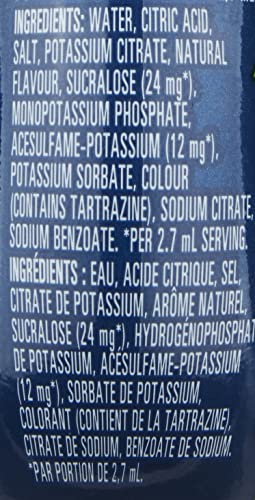 INGREDIENTS: WATER, CITRIC ACID,
SALT, POTASSIUM CITRATE, NATURAL
FLAVOUR, SUCRALOSE (24 mg*),
MONOPOTASSIUM PHOSPHATE,
ACESULFAME-POTASSIUM (12 mg*),
POTASSIUM SORBATE, COLOUR
(CONTAINS TARTRAZINE), SODIUM CITRATE,
SODIUM BENZOATE. *PER 2.7 mL SERVING.
INGRÉDIENTS : EAU, ACIDE CITRIQUE, SEL,
CITRATE DE POTASSIUM, ARÔME NATUREL,
SUCRALOSE (24 mg*), HYDROGÉNOPHOSPHAT
DE POTASSIUM, ACÉSULFAME-POTASSIUM
(12 mg*), SORBATE DE POTASSIUM,
COLORANT (CONTIENT DE LA TARTRAZINE),
CITRATE DE SODIUM, BENZOATE DE SODIUM.
*PAR PORTION DE 2,7 mL.